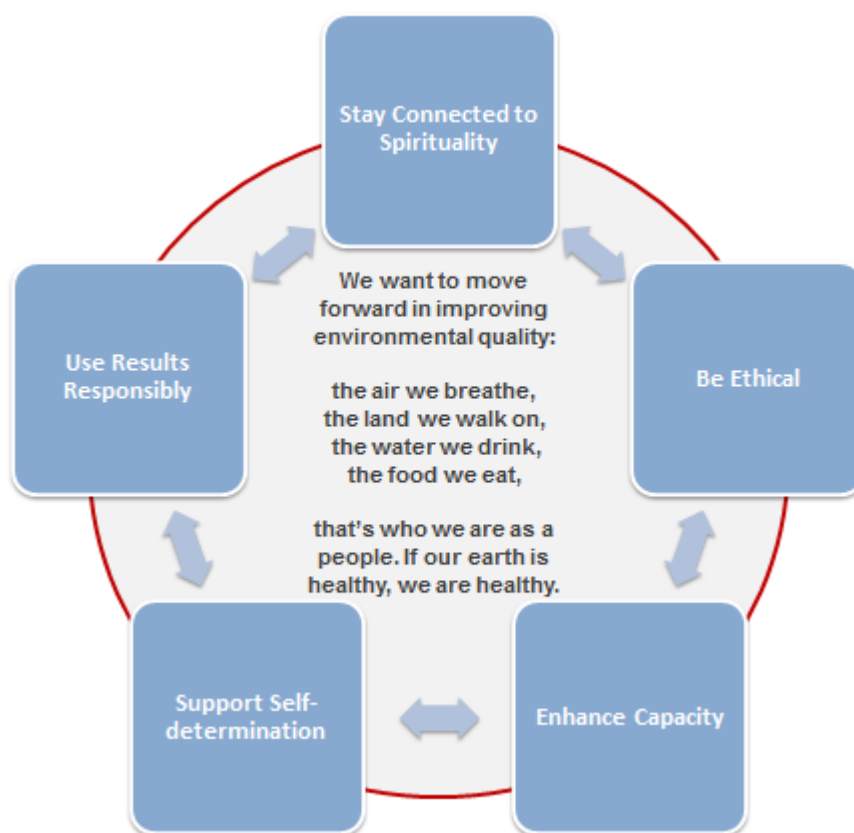 Stay Connected to
Spirituality
We want to move
forward in improving
environmental quality:
the air we breathe,
the land we walk on,
the water we drink,
the food we eat,
that's who we are as a
people. If our earth is
healthy, we are healthy.
Use Results
Responsibly
Be Ethical
Support Self-
determination
Enhance Capacity